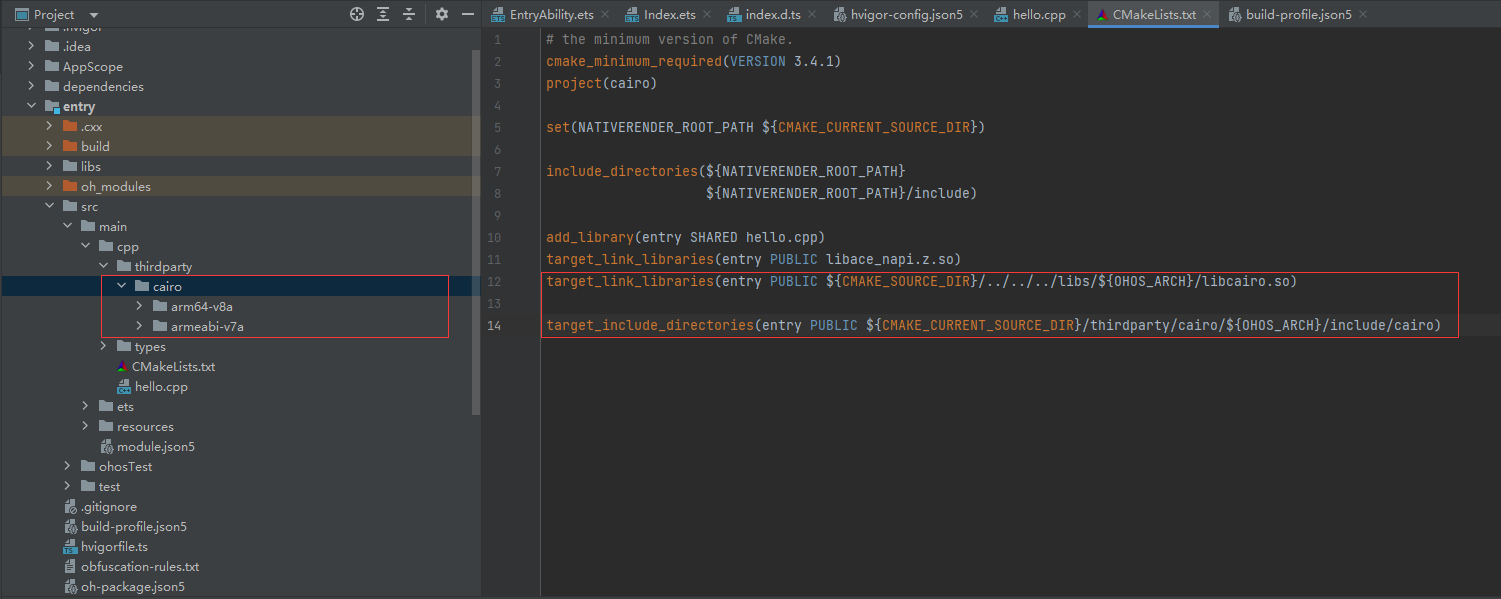 Project
.hvigor
.idea
AppScope
dependencies
entry
.cxx
build
libs
oh_modules
src
main
cpp
thirdparty
cairo
arm64-v8a
armeabi-v7a
types
CMakeLists.txt
hello.cpp
ets
resources
module.json5
ohosTest
test
.gitignore
build-profile.json5
hvigorfile.ts
obfuscation-rules.txt
oh-package.json5
EntryAbility.ets Index.ets index.d.ts hvigor-config.json5 hello.cpp CMakeLists.txt build-profile.json5
1 # the minimum version of CMake.
2 cmake_minimum_required(VERSION 3.4.1)
3 project(cairo)
4
5 set(NATIVERENDER_ROOT_PATH ${CMAKE_CURRENT_SOURCE_DIR})
6
7 include_directories(${NATIVERENDER_ROOT_PATH}
8 ${NATIVERENDER_ROOT_PATH}/include)
9
10 add_library(entry SHARED hello.cpp)
11 target_link_libraries(entry PUBLIC libace_napi.z.so)
12 target_link_libraries(entry PUBLIC ${CMAKE_SOURCE_DIR}/../../../libs/${OHOS_ARCH}/libcairo.so)
13
14 target_include_directories(entry PUBLIC ${CMAKE_CURRENT_SOURCE_DIR}/thirdparty/cairo/${OHOS_ARCH}/include/cairo)